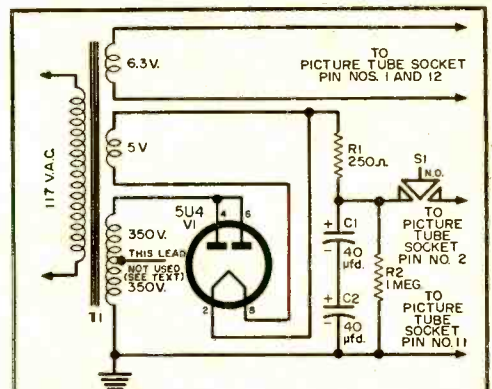 6.3V.
TO
PICTURE TUBE SOCKET
PIN NOS. 1 AND 12
117 V.A.C.
5V
R1
250Ω
S1
N.O.
5U4
V1
4
6
350V.
THIS LEAD
NOT USED
(SEE TEXT)
350V.
2
8
+
C1
40
µfd.
-
+
C2
40
µfd.
-
R2
1 MEG.
TO
PICTURE
TUBE
SOCKET
PIN NO. 2
TO
PICTURE
TUBE
SOCKET
PIN NO. 11
T1